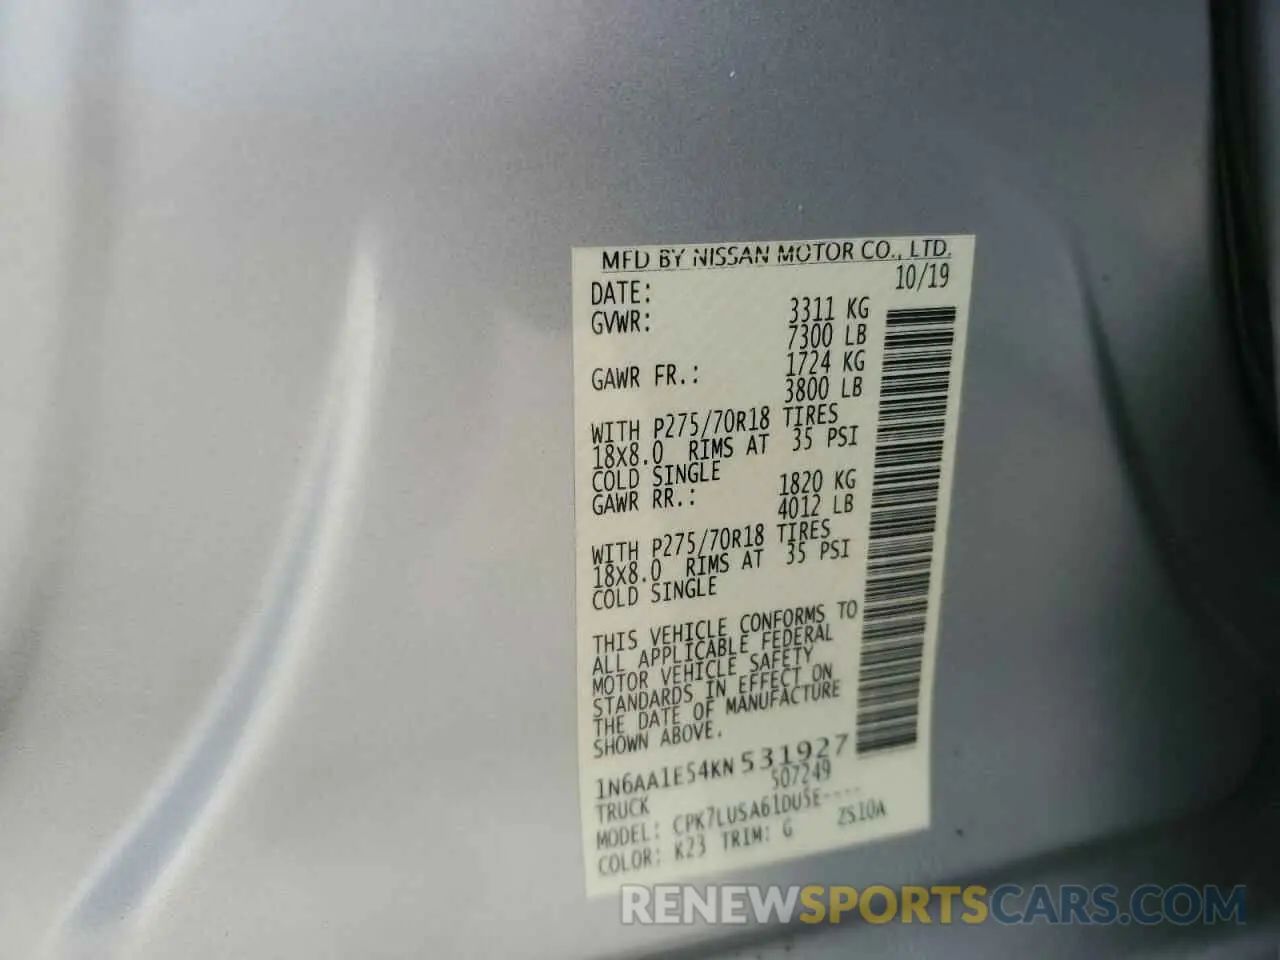 MFD BY NISSAN MOTOR CO., LTD.
DATE: 10/19
GVWR: 3311 KG
7300 LB
GAWR FR.: 1724 KG
3800 LB
WITH P275/70R18 TIRES
18X8.0 RIMS AT 35 PSI
COLD SINGLE
GAWR RR.: 1820 KG
4012 LB
WITH P275/70R18 TIRES
18X8.0 RIMS AT 35 PSI
COLD SINGLE
THIS VEHICLE CONFORMS TO
ALL APPLICABLE FEDERAL
MOTOR VEHICLE SAFETY
STANDARDS IN EFFECT ON
THE DATE OF MANUFACTURE
SHOWN ABOVE.
1N6AA1E54KN531927
TRUCK 507249
MODEL: CPK7LUSA61DU5E----
COLOR: K23 TRIM: G ZS10A
RENEWSPORTSCARS.COM